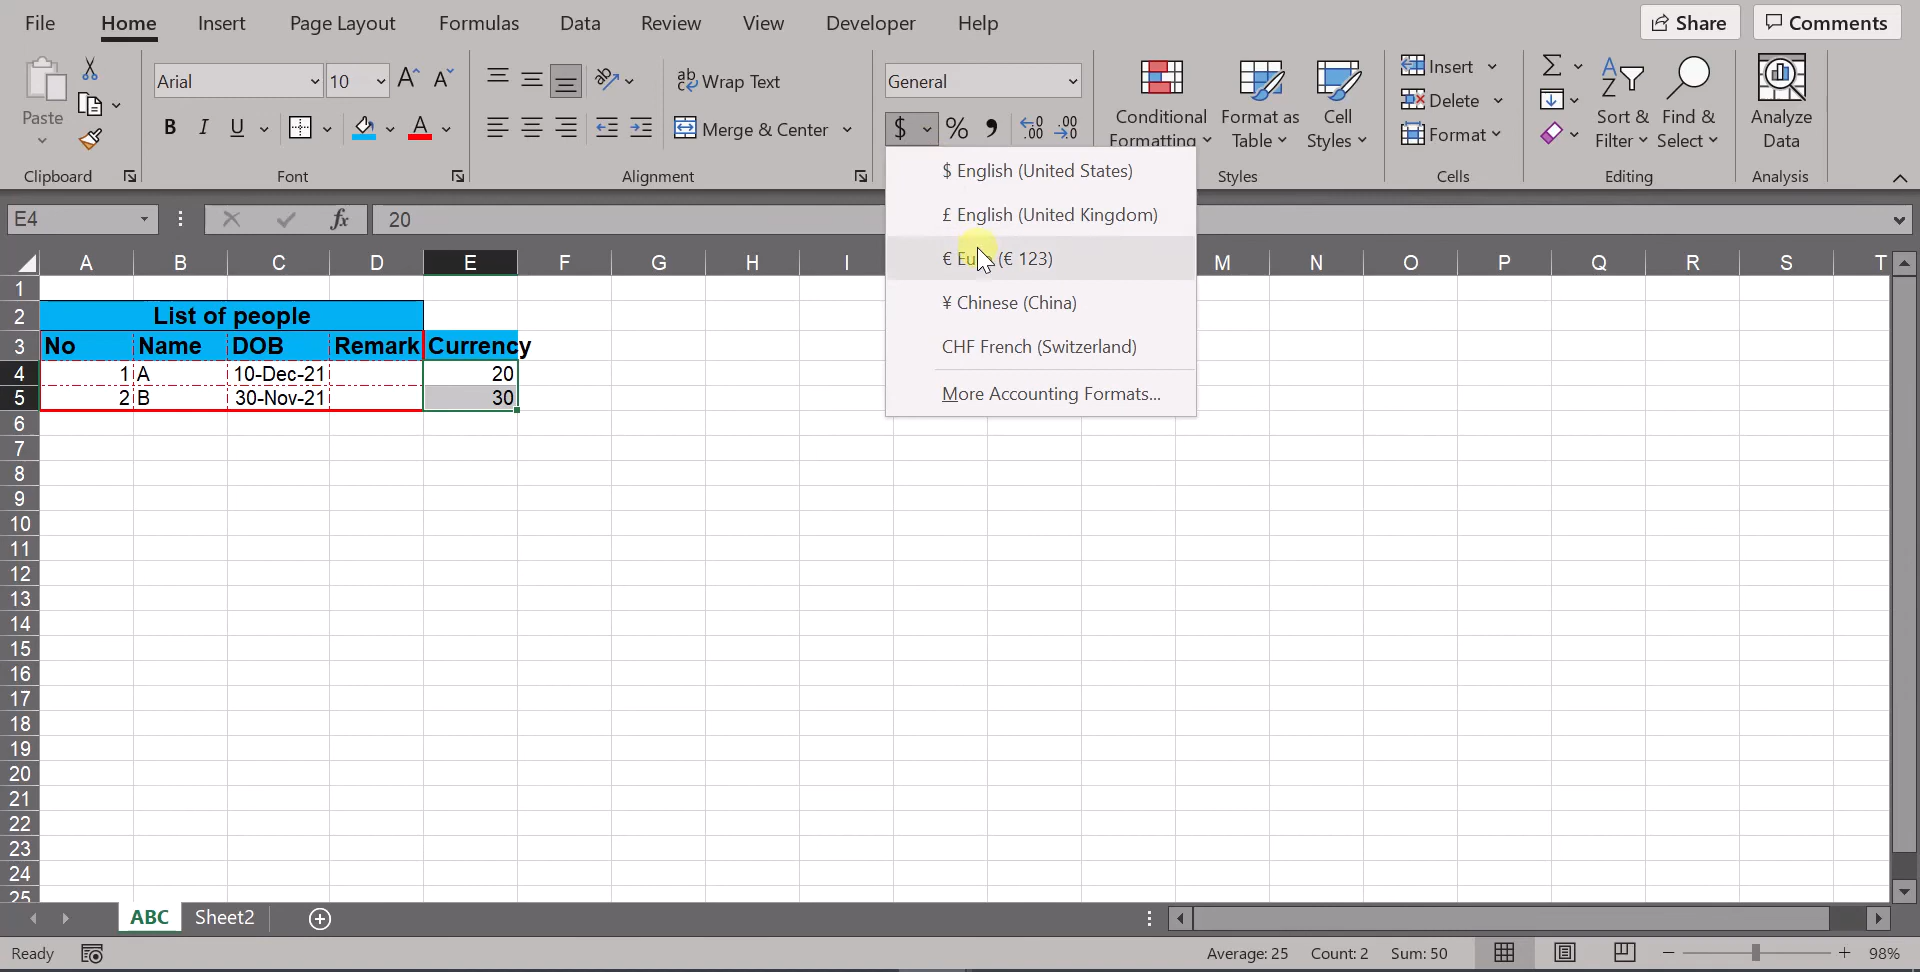 File Home Insert Page Layout Formulas Data Review View Developer Help Share Comments
Arial 10 ab Wrap Text General
Paste B I U Merge & Center $ % , Conditional Formatting Format as Table Cell Styles Insert Delete Format Sort & Filter Find & Select Analyze Data
Clipboard Font Alignment Styles Cells Editing Analysis
$ English (United States)
£ English (United Kingdom)
(€ 123)
¥ Chinese (China)
CHF French (Switzerland)
More Accounting Formats...
E4 fx 20
A B C D E F G H I M N O P Q R S T
1
2 List of people
3 No Name DOB Remark Currency
4 1 A 10-Dec-21 20
5 2 B 30-Nov-21 30
6
7
8
9
10
11
12
13
14
15
16
17
18
19
20
21
22
23
24
25
ABC Sheet2
Ready Average: 25 Count: 2 Sum: 50 98%